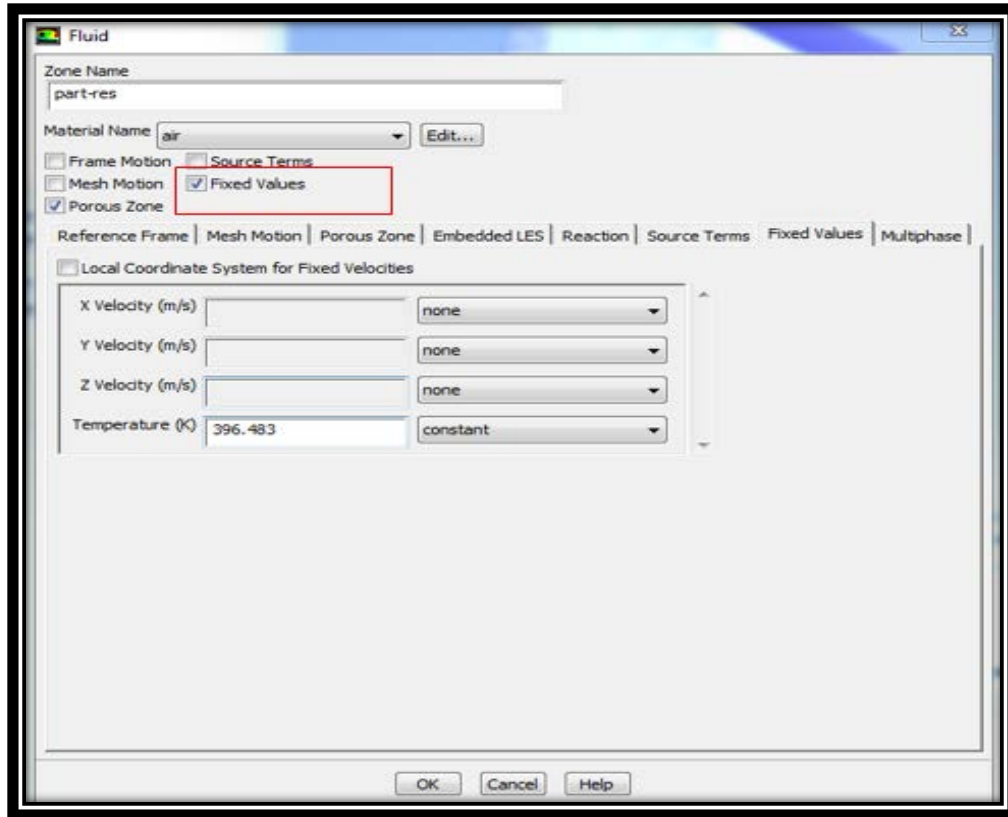 Fluid
Zone Name
part-res
Material Name air Edit...
Frame Motion Source Terms
Mesh Motion Fixed Values
Porous Zone
Reference Frame Mesh Motion Porous Zone Embedded LES Reaction Source Terms Fixed Values Multiphase
Local Coordinate System for Fixed Velocities
X Velocity (m/s) none
Y Velocity (m/s) none
Z Velocity (m/s) none
Temperature (K) 396.483 constant
OK Cancel Help